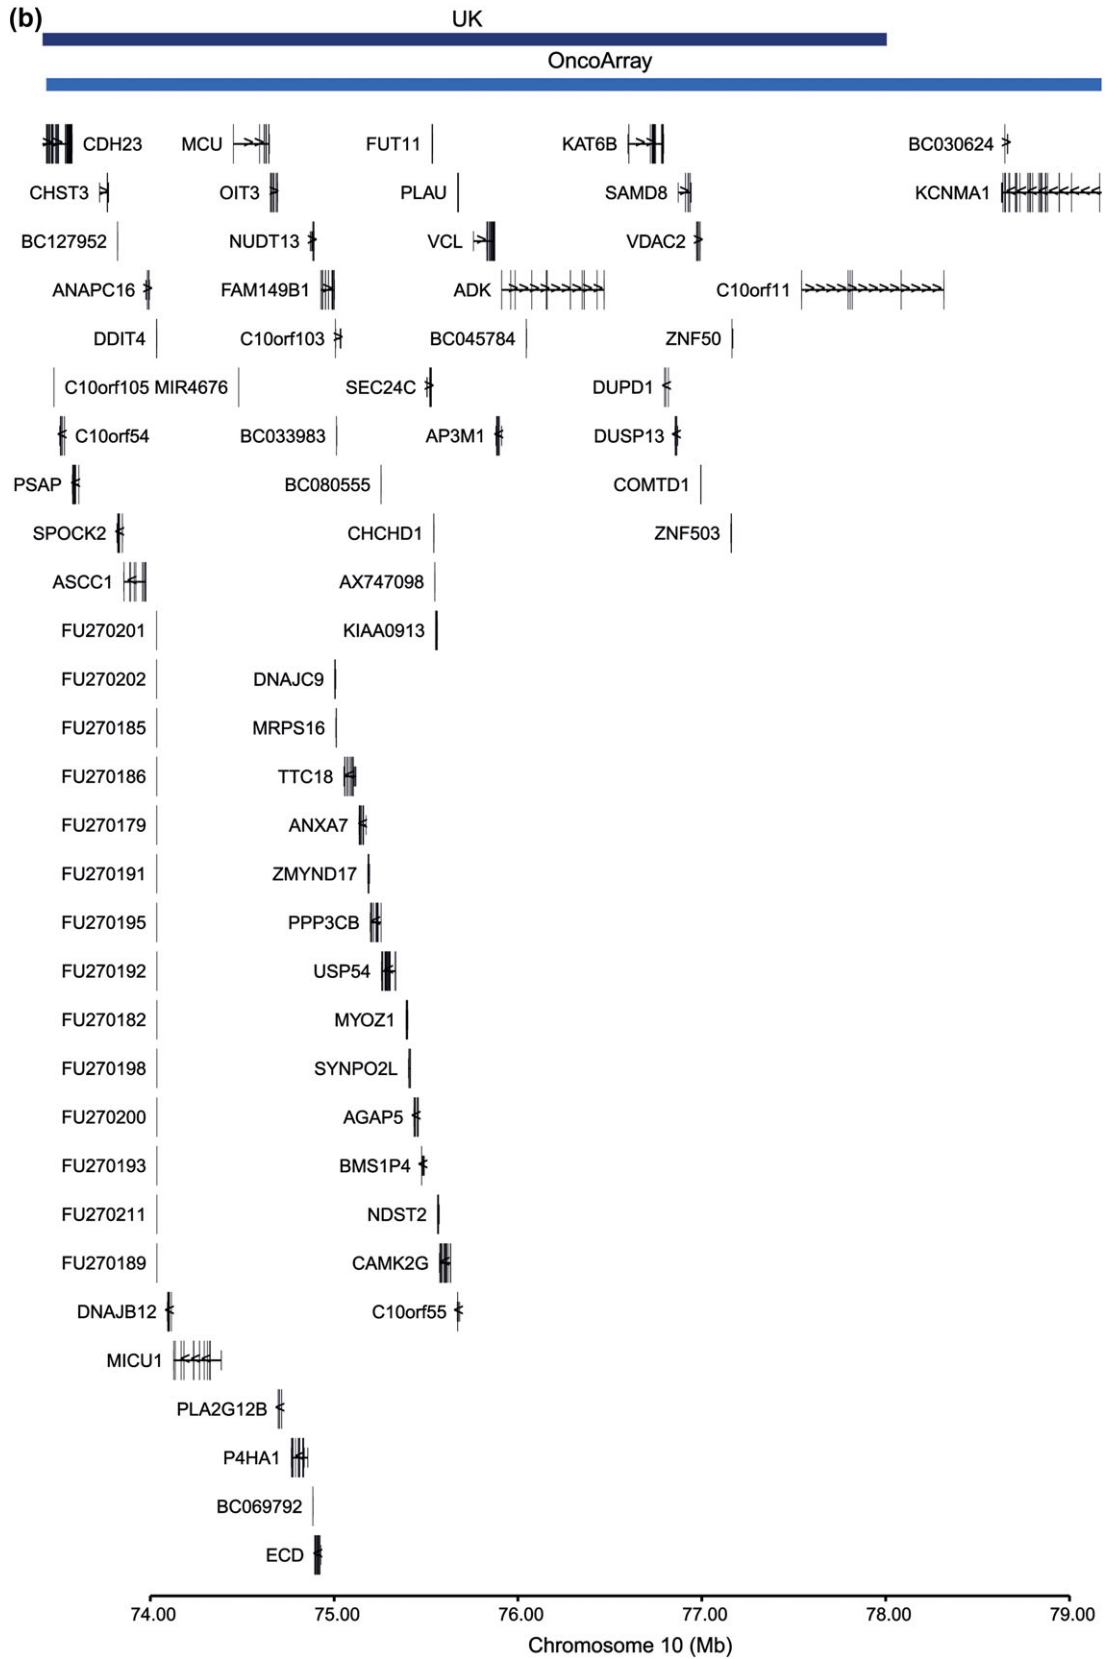 (b)
UK
OncoArray
CDH23 MCU FUT11 KAT6B BC030624
CHST3 OIT3 PLAU SAMD8 KCNMA1
BC127952 NUDT13 VCL VDAC2
ANAPC16 FAM149B1 ADK C10orf11
DDIT4 C10orf103 BC045784 ZNF50
C10orf105 MIR4676 SEC24C DUPD1
C10orf54 BC033983 AP3M1 DUSP13
PSAP BC080555 COMTD1
SPOCK2 CHCHD1 ZNF503
ASCC1 AX747098
FU270201 KIAA0913
FU270202 DNAJC9
FU270185 MRPS16
FU270186 TTC18
FU270179 ANXA7
FU270191 ZMYND17
FU270195 PPP3CB
FU270192 USP54
FU270182 MYOZ1
FU270198 SYNPO2L
FU270200 AGAP5
FU270193 BMS1P4
FU270211 NDST2
FU270189 CAMK2G
DNAJB12 C10orf55
MICU1
PLA2G12B
P4HA1
BC069792
ECD
74.00 75.00 76.00 77.00 78.00 79.00
Chromosome 10 (Mb)